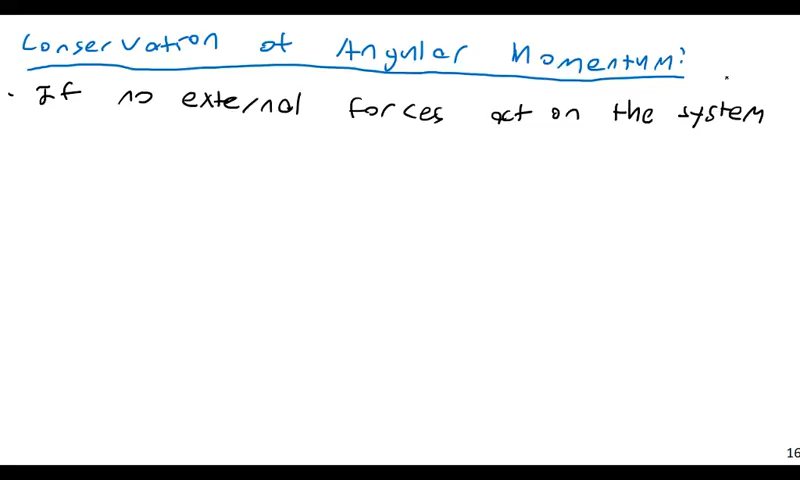 Conservation of Angular Momentum:
• If no external forces act on the system
16